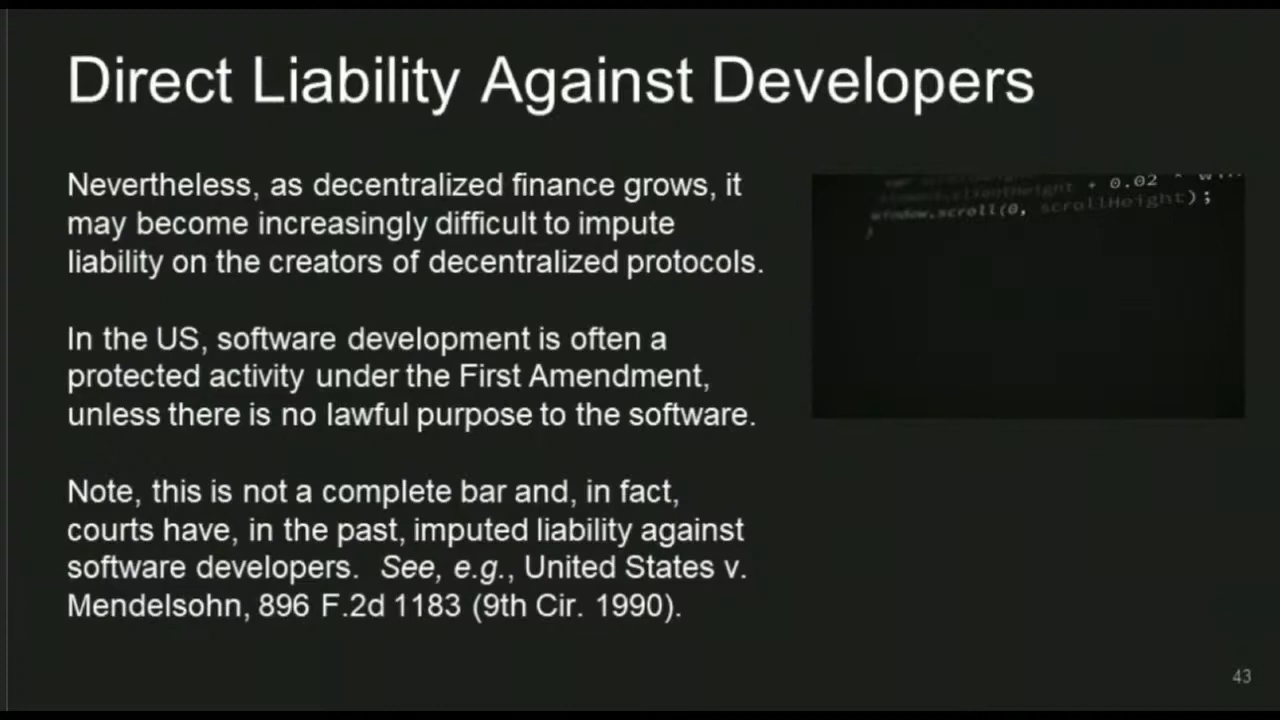 Direct Liability Against Developers
Nevertheless, as decentralized finance grows, it
may become increasingly difficult to impute
liability on the creators of decentralized protocols.
In the US, software development is often a
protected activity under the First Amendment,
unless there is no lawful purpose to the software.
Note, this is not a complete bar and, in fact,
courts have, in the past, imputed liability against
software developers.  See, e.g., United States v.
Mendelsohn, 896 F.2d 1183 (9th Cir. 1990).
+ 0.02
window.scroll(0, scrollHeight);
}
43